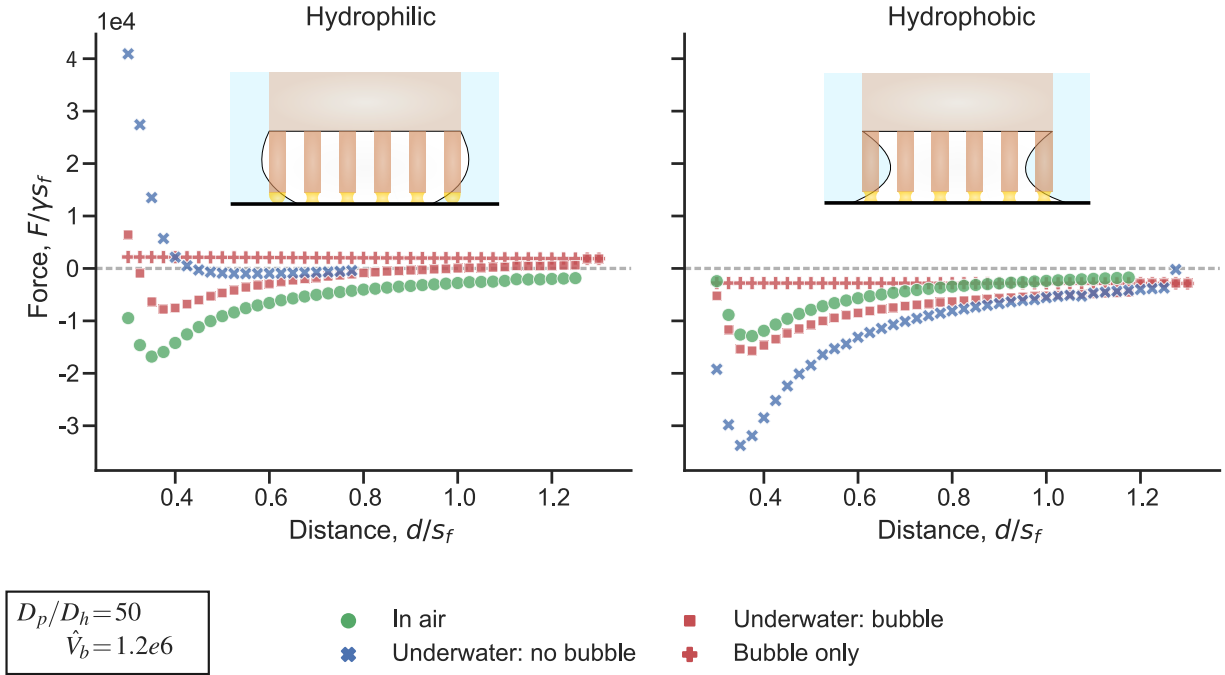 Hydrophilic
Hydrophobic
1e4
4
3
2
1
0
-1
-2
-3
Force, F/γs_f
0.4 0.6 0.8 1.0 1.2
0.4 0.6 0.8 1.0 1.2
Distance, d/s_f
Distance, d/s_f
D_p/D_h=50
V̂_b=1.2e6
In air
Underwater: no bubble
Underwater: bubble
Bubble only